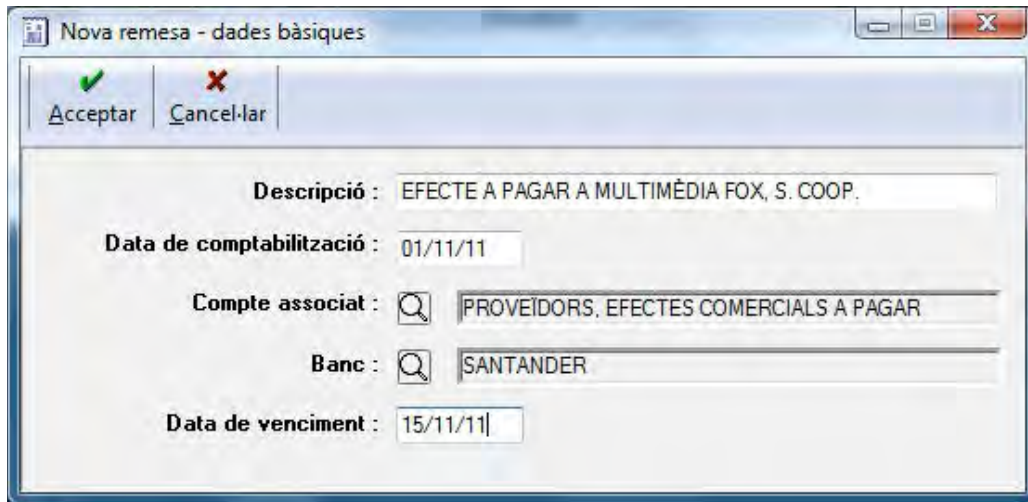 Nova remesa - dades bàsiques
Acceptar Cancel·lar
Descripció : EFECTE A PAGAR A MULTIMÈDIA FOX, S. COOP.
Data de comptabilització : 01/11/11
Compte associat : PROVEÏDORS, EFECTES COMERCIALS A PAGAR
Banc : SANTANDER
Data de venciment : 15/11/11